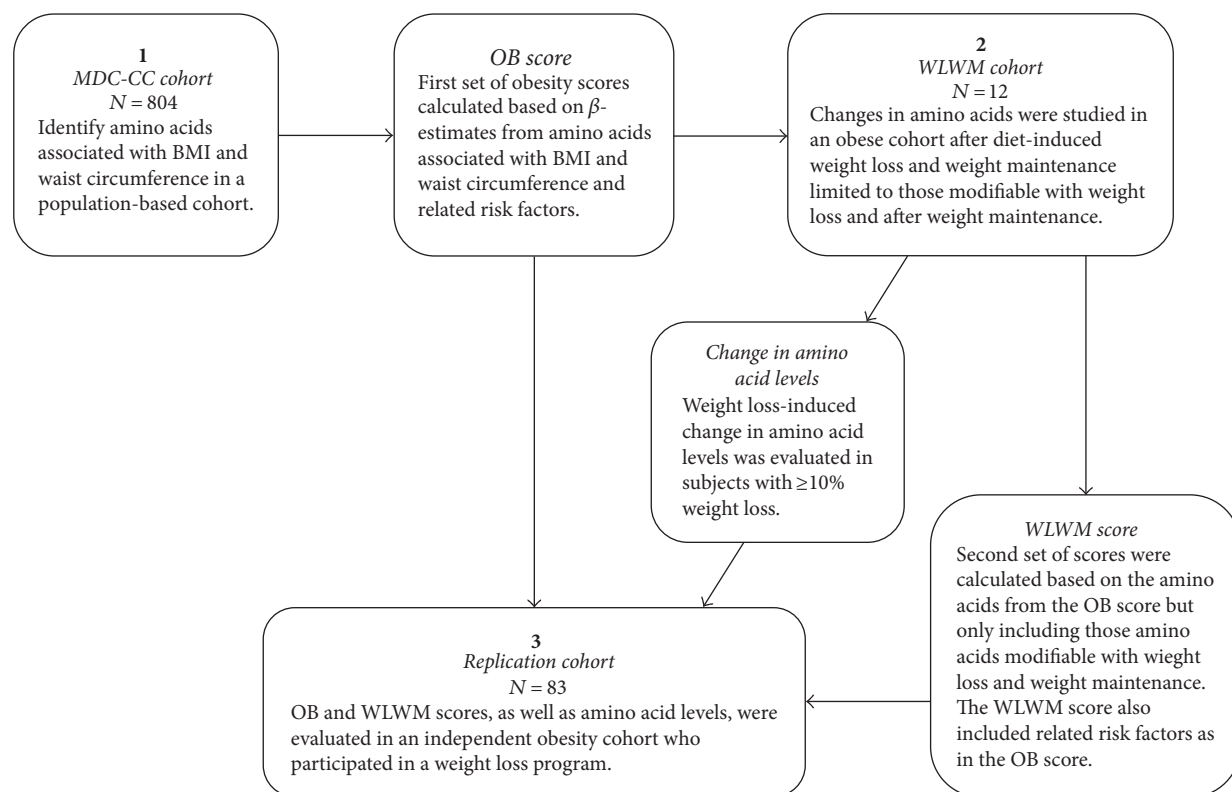 1
MDC-CC cohort
N = 804
Identify amino acids
associated with BMI and
waist circumference in a
population-based cohort.
OB score
First set of obesity scores
calculated based on β-
estimates from amino acids
associated with BMI and
waist circumference and
related risk factors.
2
WLWM cohort
N = 12
Changes in amino acids were studied in
an obese cohort after diet-induced
weight loss and weight maintenance
limited to those modifiable with weight
loss and after weight maintenance.
Change in amino
acid levels
Weight loss-induced
change in amino acid
levels was evaluated in
subjects with ≥10%
weight loss.
WLWM score
Second set of scores were
calculated based on the amino
acids from the OB score but
only including those amino
acids modifiable with wieght
loss and weight maintenance.
The WLWM score also
included related risk factors as
in the OB score.
3
Replication cohort
N = 83
OB and WLWM scores, as well as amino acid levels, were
evaluated in an independent obesity cohort who
participated in a weight loss program.